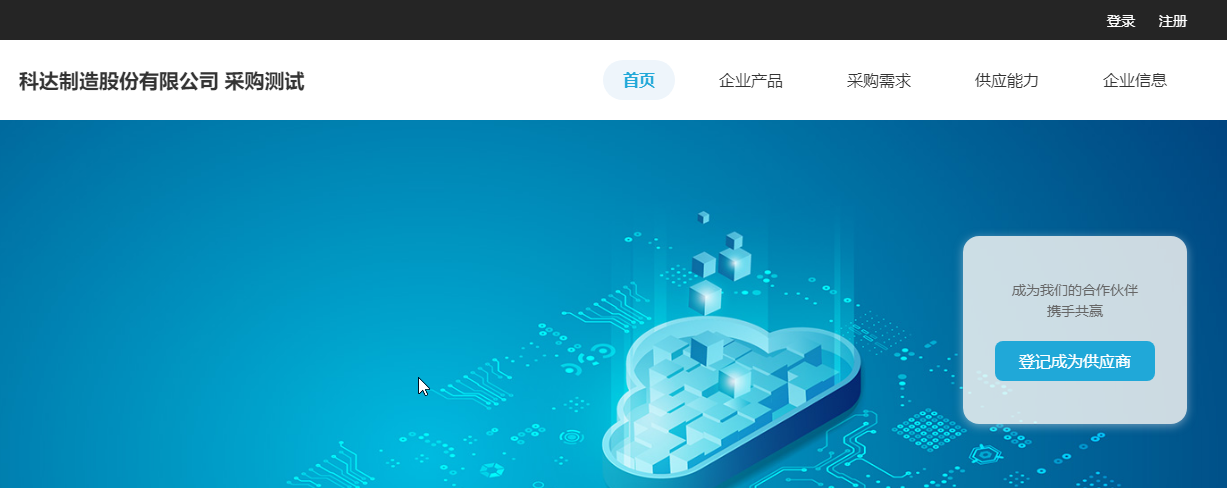 登录 注册
科达制造股份有限公司 采购测试
首页 企业产品 采购需求 供应能力 企业信息
成为我们的合作伙伴
携手共赢
登记成为供应商